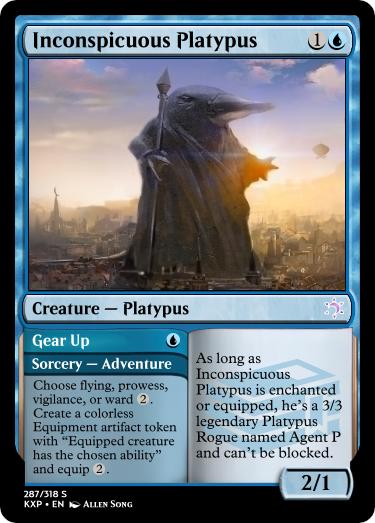 Inconspicuous Platypus 1
Creature — Platypus
Gear Up
Sorcery — Adventure
Choose flying, prowess,
vigilance, or ward 2.
Create a colorless
Equipment artifact token
with “Equipped creature
has the chosen ability”
and equip 2.
As long as
Inconspicuous
Platypus is enchanted
or equipped, he's a 3/3
legendary Platypus
Rogue named Agent P
and can't be blocked.
2/1
287/318 S
KXP • EN Allen Song